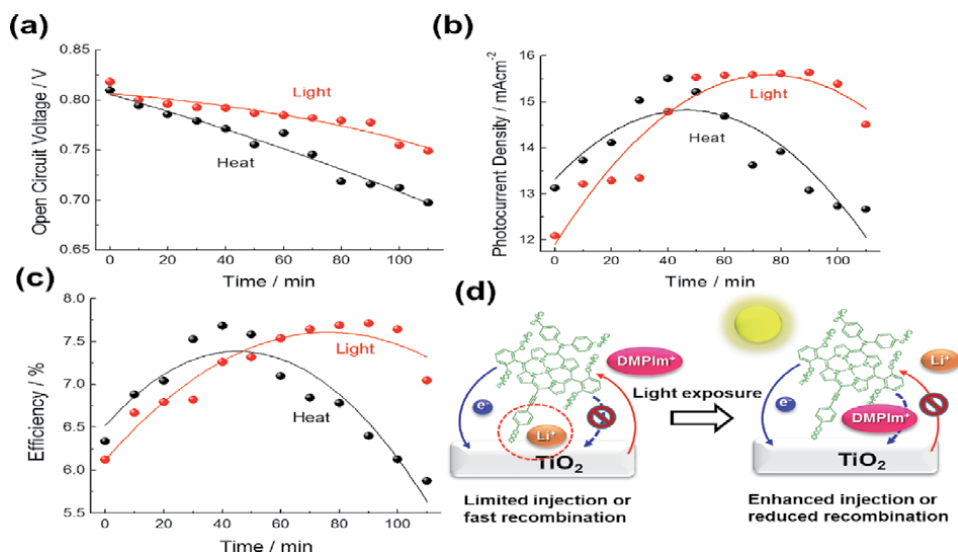 (a)
0.85
0.80
0.75
0.70
0.65
Open Circuit Voltage / V
Light
Heat
0 20 40 60 80 100
Time / min
(b)
16
15
14
13
12
Photocurrent Density / mAcm-2
Light
Heat
0 20 40 60 80 100
Time / min
(c)
8.0
7.5
7.0
6.5
6.0
5.5
Efficiency / %
Light
Heat
0 20 40 60 80 100
Time / min
(d)
DMPIm+
e-
Li+
TiO2
Limited injection or
fast recombination
Light exposure
Li+
e-
DMPIm+
TiO2
Enhanced injection or
reduced recombination